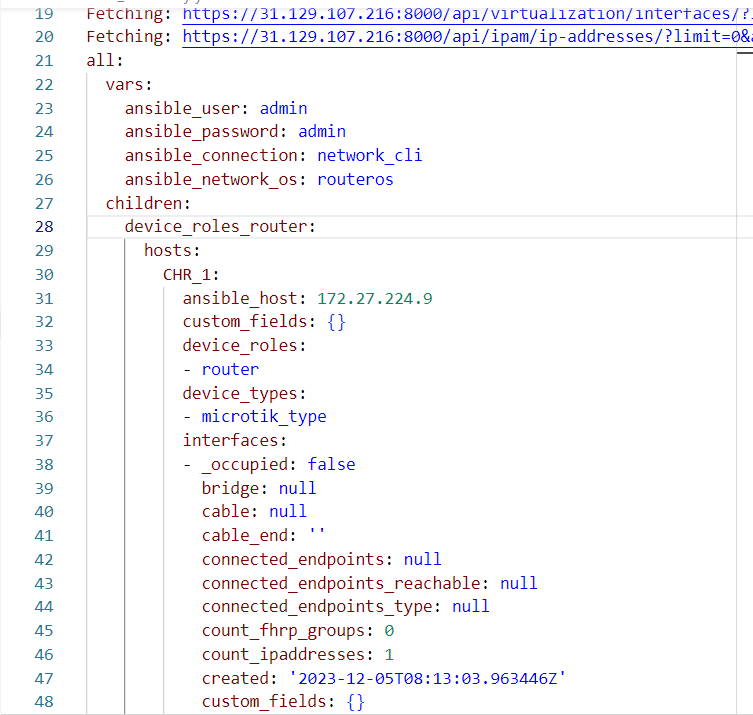 19 Fetching: https://31.129.107.216:8000/api/virtualization/interfaces/?
20 Fetching: https://31.129.107.216:8000/api/ipam/ip-addresses/?limit=0&
21 all:
22 vars:
23 ansible_user: admin
24 ansible_password: admin
25 ansible_connection: network_cli
26 ansible_network_os: routeros
27 children:
28 device_roles_router:
29 hosts:
30 CHR_1:
31 ansible_host: 172.27.224.9
32 custom_fields: {}
33 device_roles:
34 - router
35 device_types:
36 - microtik_type
37 interfaces:
38 - _occupied: false
39 bridge: null
40 cable: null
41 cable_end: ''
42 connected_endpoints: null
43 connected_endpoints_reachable: null
44 connected_endpoints_type: null
45 count_fhrp_groups: 0
46 count_ipaddresses: 1
47 created: '2023-12-05T08:13:03.963446Z'
48 custom_fields: {}